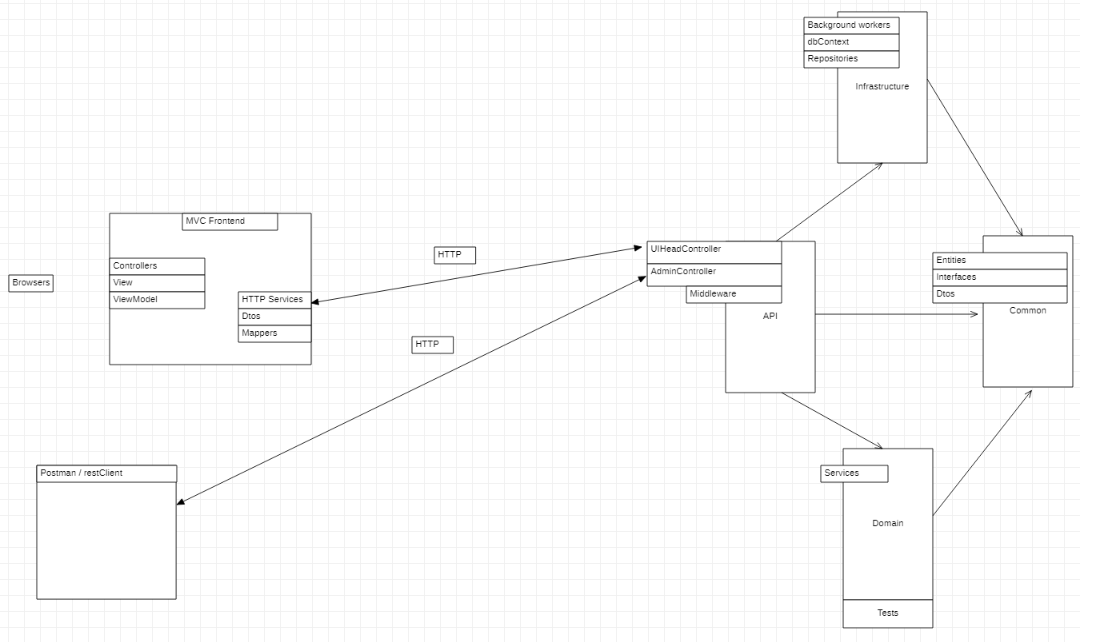 Background workers
dbContext
Repositories
Infrastructure
MVC Frontend
Controllers
View
ViewModel
HTTP Services
Dtos
Mappers
Browsers
HTTP
HTTP
UIHeadController
AdminController
Middleware
API
Entities
Interfaces
Dtos
Common
Postman / restClient
Services
Domain
Tests